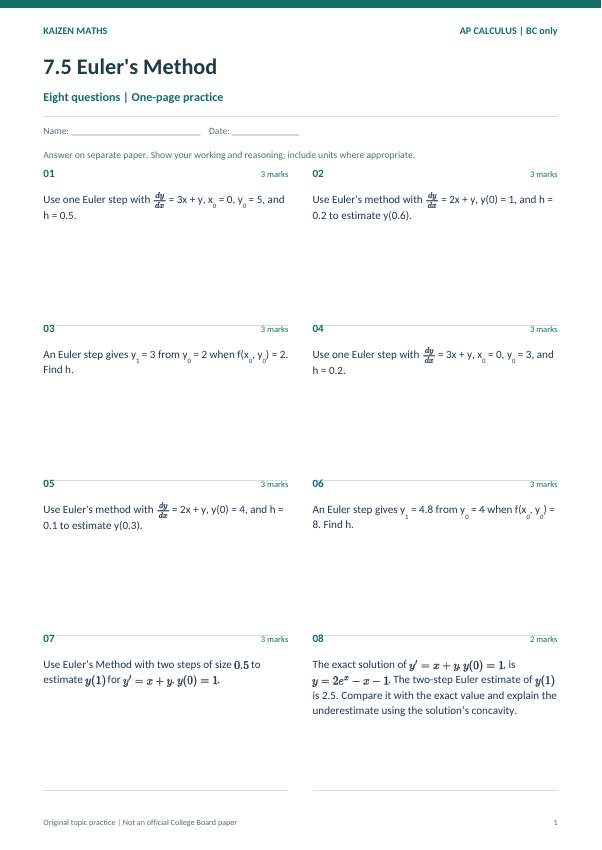 KAIZEN MATHS
AP CALCULUS | BC only
7.5 Euler's Method
Eight questions | One-page practice
Name: ____________________________ Date: ______________
Answer on separate paper. Show your working and reasoning; include units where appropriate.
01 3 marks
Use one Euler step with dy/dx = 3x + y, x₀ = 0, y₀ = 5, and
h = 0.5.
02 3 marks
Use Euler's method with dy/dx = 2x + y, y(0) = 1, and h =
0.2 to estimate y(0.6).
03 3 marks
An Euler step gives y₁ = 3 from y₀ = 2 when f(x₀, y₀) = 2.
Find h.
04 3 marks
Use one Euler step with dy/dx = 3x + y, x₀ = 0, y₀ = 3, and
h = 0.2.
05 3 marks
Use Euler's method with dy/dx = 2x + y, y(0) = 4, and h =
0.1 to estimate y(0.3).
06 3 marks
An Euler step gives y₁ = 4.8 from y₀ = 4 when f(x₀, y₀) =
8. Find h.
07 3 marks
Use Euler's Method with two steps of size 0.5 to
estimate y(1) for y′ = x + y, y(0) = 1.
08 2 marks
The exact solution of y′ = x + y, y(0) = 1, is
y = 2eˣ − x − 1. The two-step Euler estimate of y(1)
is 2.5. Compare it with the exact value and explain the
underestimate using the solution's concavity.
Original topic practice | Not an official College Board paper
1